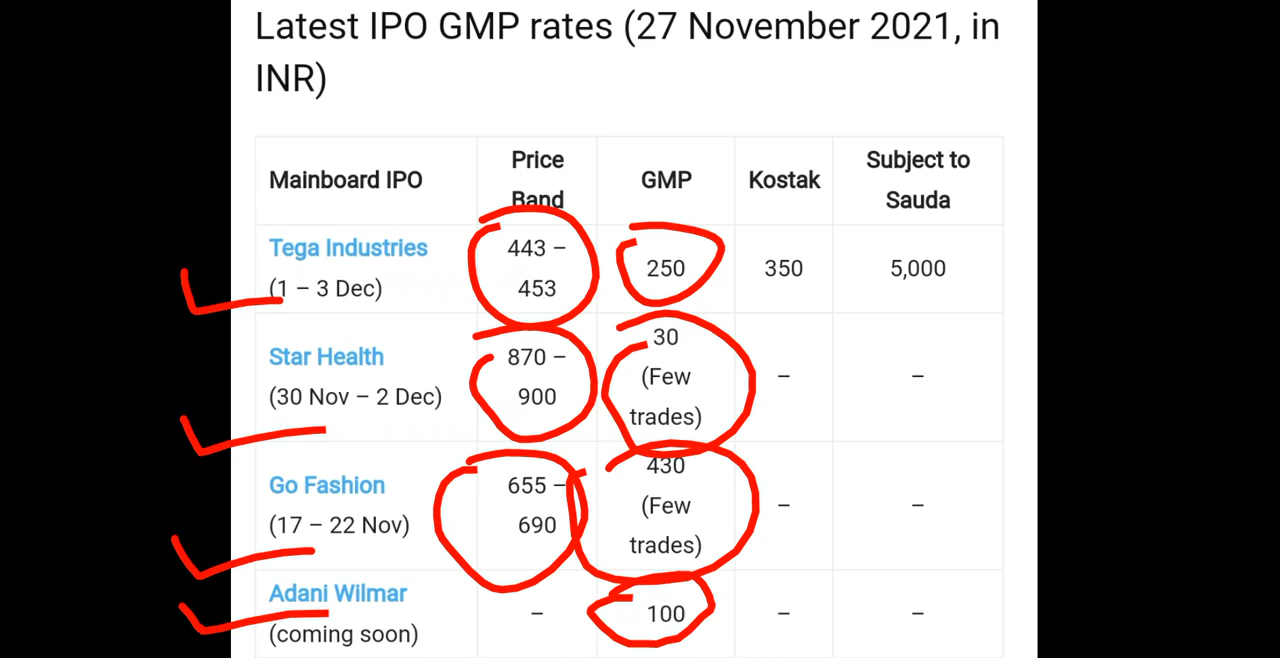 Latest IPO GMP rates (27 November 2021, in
INR)
Mainboard IPO
Price
Band
GMP
Kostak
Subject to
Sauda
Tega Industries
(1 – 3 Dec)
443 –
453
250
350
5,000
Star Health
(30 Nov – 2 Dec)
870 –
900
30
(Few
trades)
–
–
Go Fashion
(17 – 22 Nov)
655 –
690
430
(Few
trades)
–
–
Adani Wilmar
(coming soon)
–
100
–
–